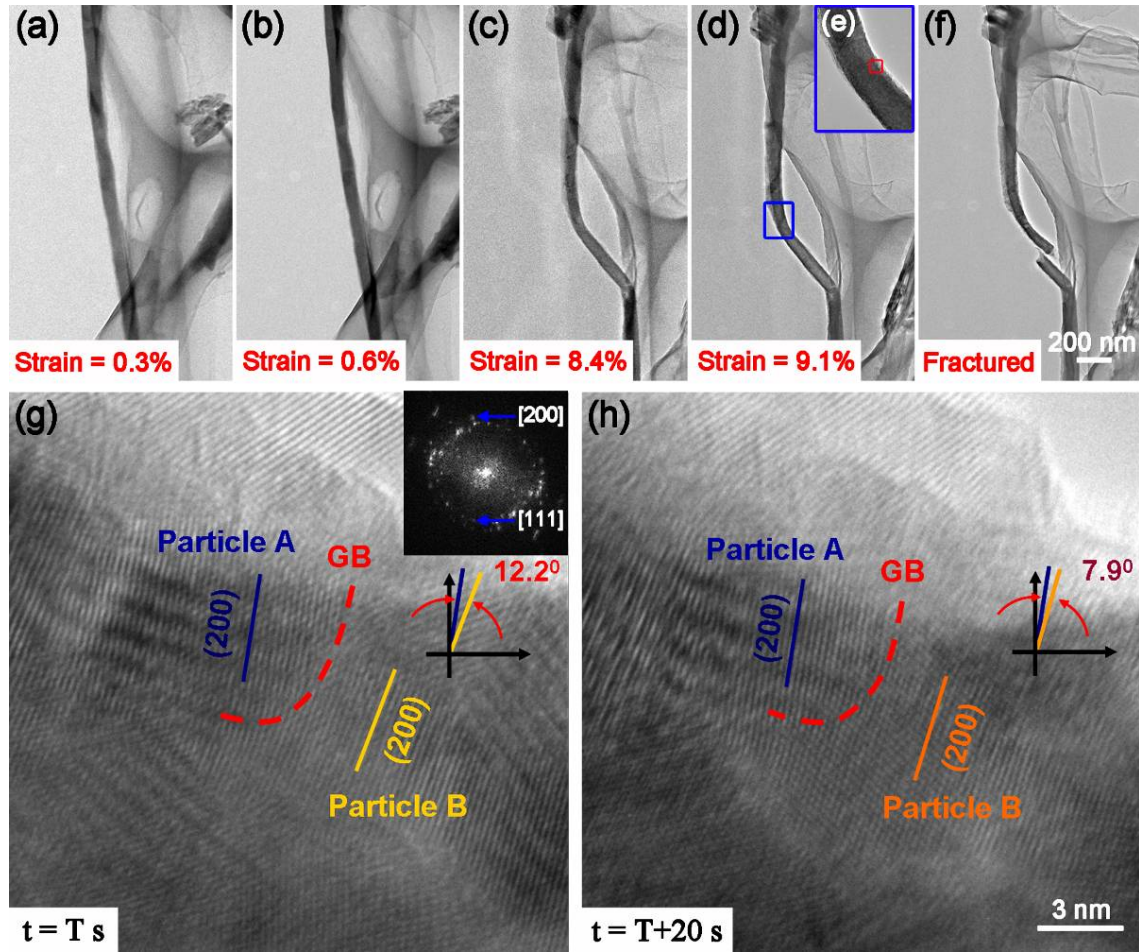 (a)
(b)
(c)
(d)
(e)
(f)
Strain = 0.3%
Strain = 0.6%
Strain = 8.4%
Strain = 9.1%
Fractured
200 nm
(g)
[200]
[111]
Particle A
GB
12.2⁰
(200)
(200)
Particle B
t = T s
(h)
Particle A
GB
7.9⁰
(200)
(200)
Particle B
3 nm
t = T+20 s